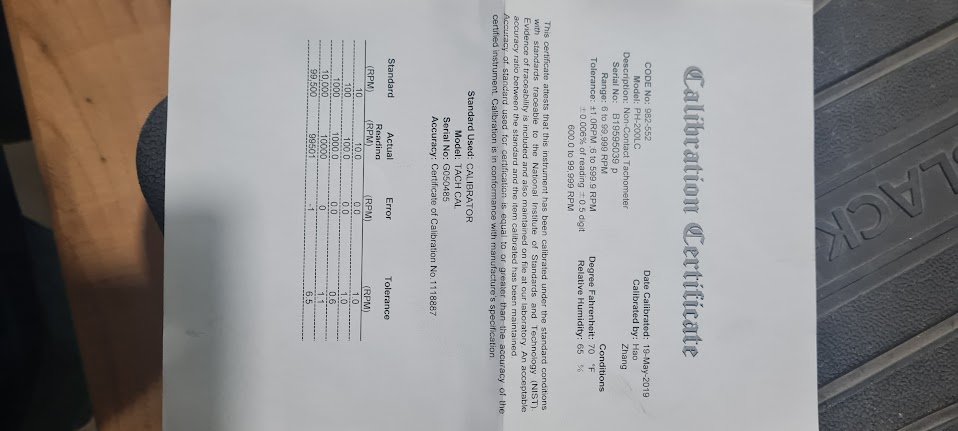 Calibration Certificate
CODE No: 982-552
Model: PH-200LC
Description: Non-Contact Tachometer
Serial No: B19595039 p
Range: 6 to 99,999 RPM
Tolerance: ±1.0RPM ,6 to 599.9 RPM
±0.006% of reading ±0.5 digit
600.0 to 99,999 RPM
Date Calibrated: 19-May-2019
Calibrated by: Hao
Zhang
Conditions
Degree Fahrenheit: 70 °F
Relative Humidity: 65 %
This certificate attests that this instrument has been calibrated under the standard conditions
with standards traceable to the National Institute of Standards and Technology (NIST).
Evidence of traceability is included and also maintained on file at our laboratory. An acceptable
accuracy ratio between the standard and the item calibrated has been maintained.
Accuracy of standard used for certification is equal to or greater than the accuracy of the
certified instrument. Calibration is in conformance with manufacture's specification.
Standard Used: CALIBRATOR
Model: TACH CAL
Serial No: G050485
Accuracy: Certificate of Calibration No.1118887
Standard Actual Error Tolerance
Reading
(RPM) (RPM) (RPM) (RPM)
10 10.0 0.0 1.0
100 100.0 0.0 1.0
1000 1000.0 0.0 0.6
10,000 10000 0 1.1
99,500 99501 -1 6.5
LACK